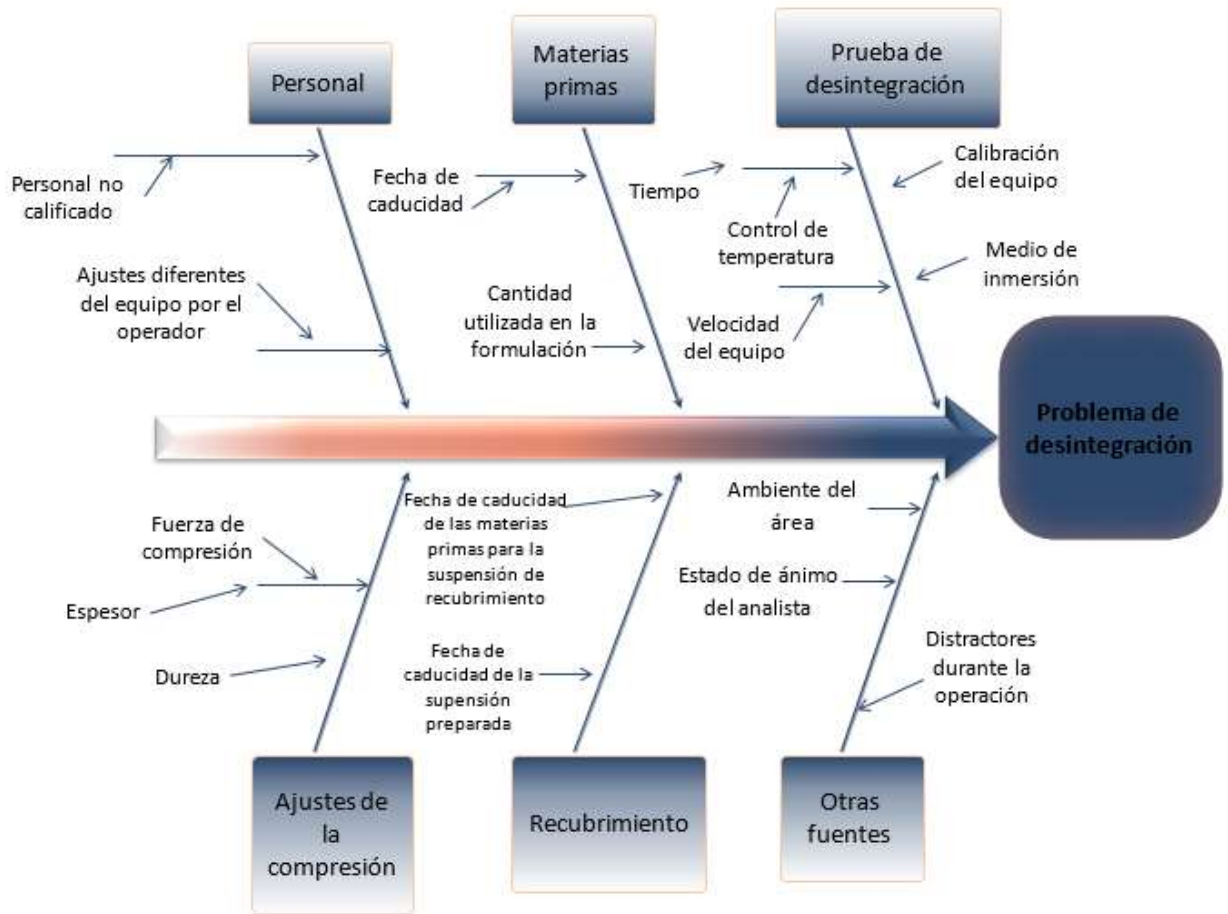 Personal
Materias
primas
Prueba de
desintegración
Personal no
calificado
Ajustes diferentes
del equipo por el
operador
Fecha de
caducidad
Cantidad
utilizada en la
formulación
Tiempo
Control de
temperatura
Velocidad
del equipo
Calibración
del equipo
Medio de
inmersión
Problema de
desintegración
Fuerza de
compresión
Espesor
Dureza
Fecha de caducidad
de las materias
primas para la
suspensión de
recubrimiento
Fecha de
caducidad de la
supensión
preparada
Ambiente del
área
Estado de ánimo
del analista
Distractores
durante la
operación
Ajustes de
la
compresión
Recubrimiento
Otras
fuentes